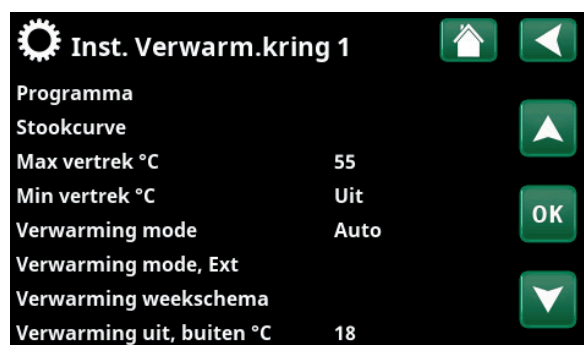 Inst. Verwarm.kring 1
Programma
Stookcurve
Max vertrek °C 55
Min vertrek °C Uit
Verwarming mode Auto
OK
Verwarming mode, Ext
Verwarming weekschema
Verwarming uit, buiten °C 18